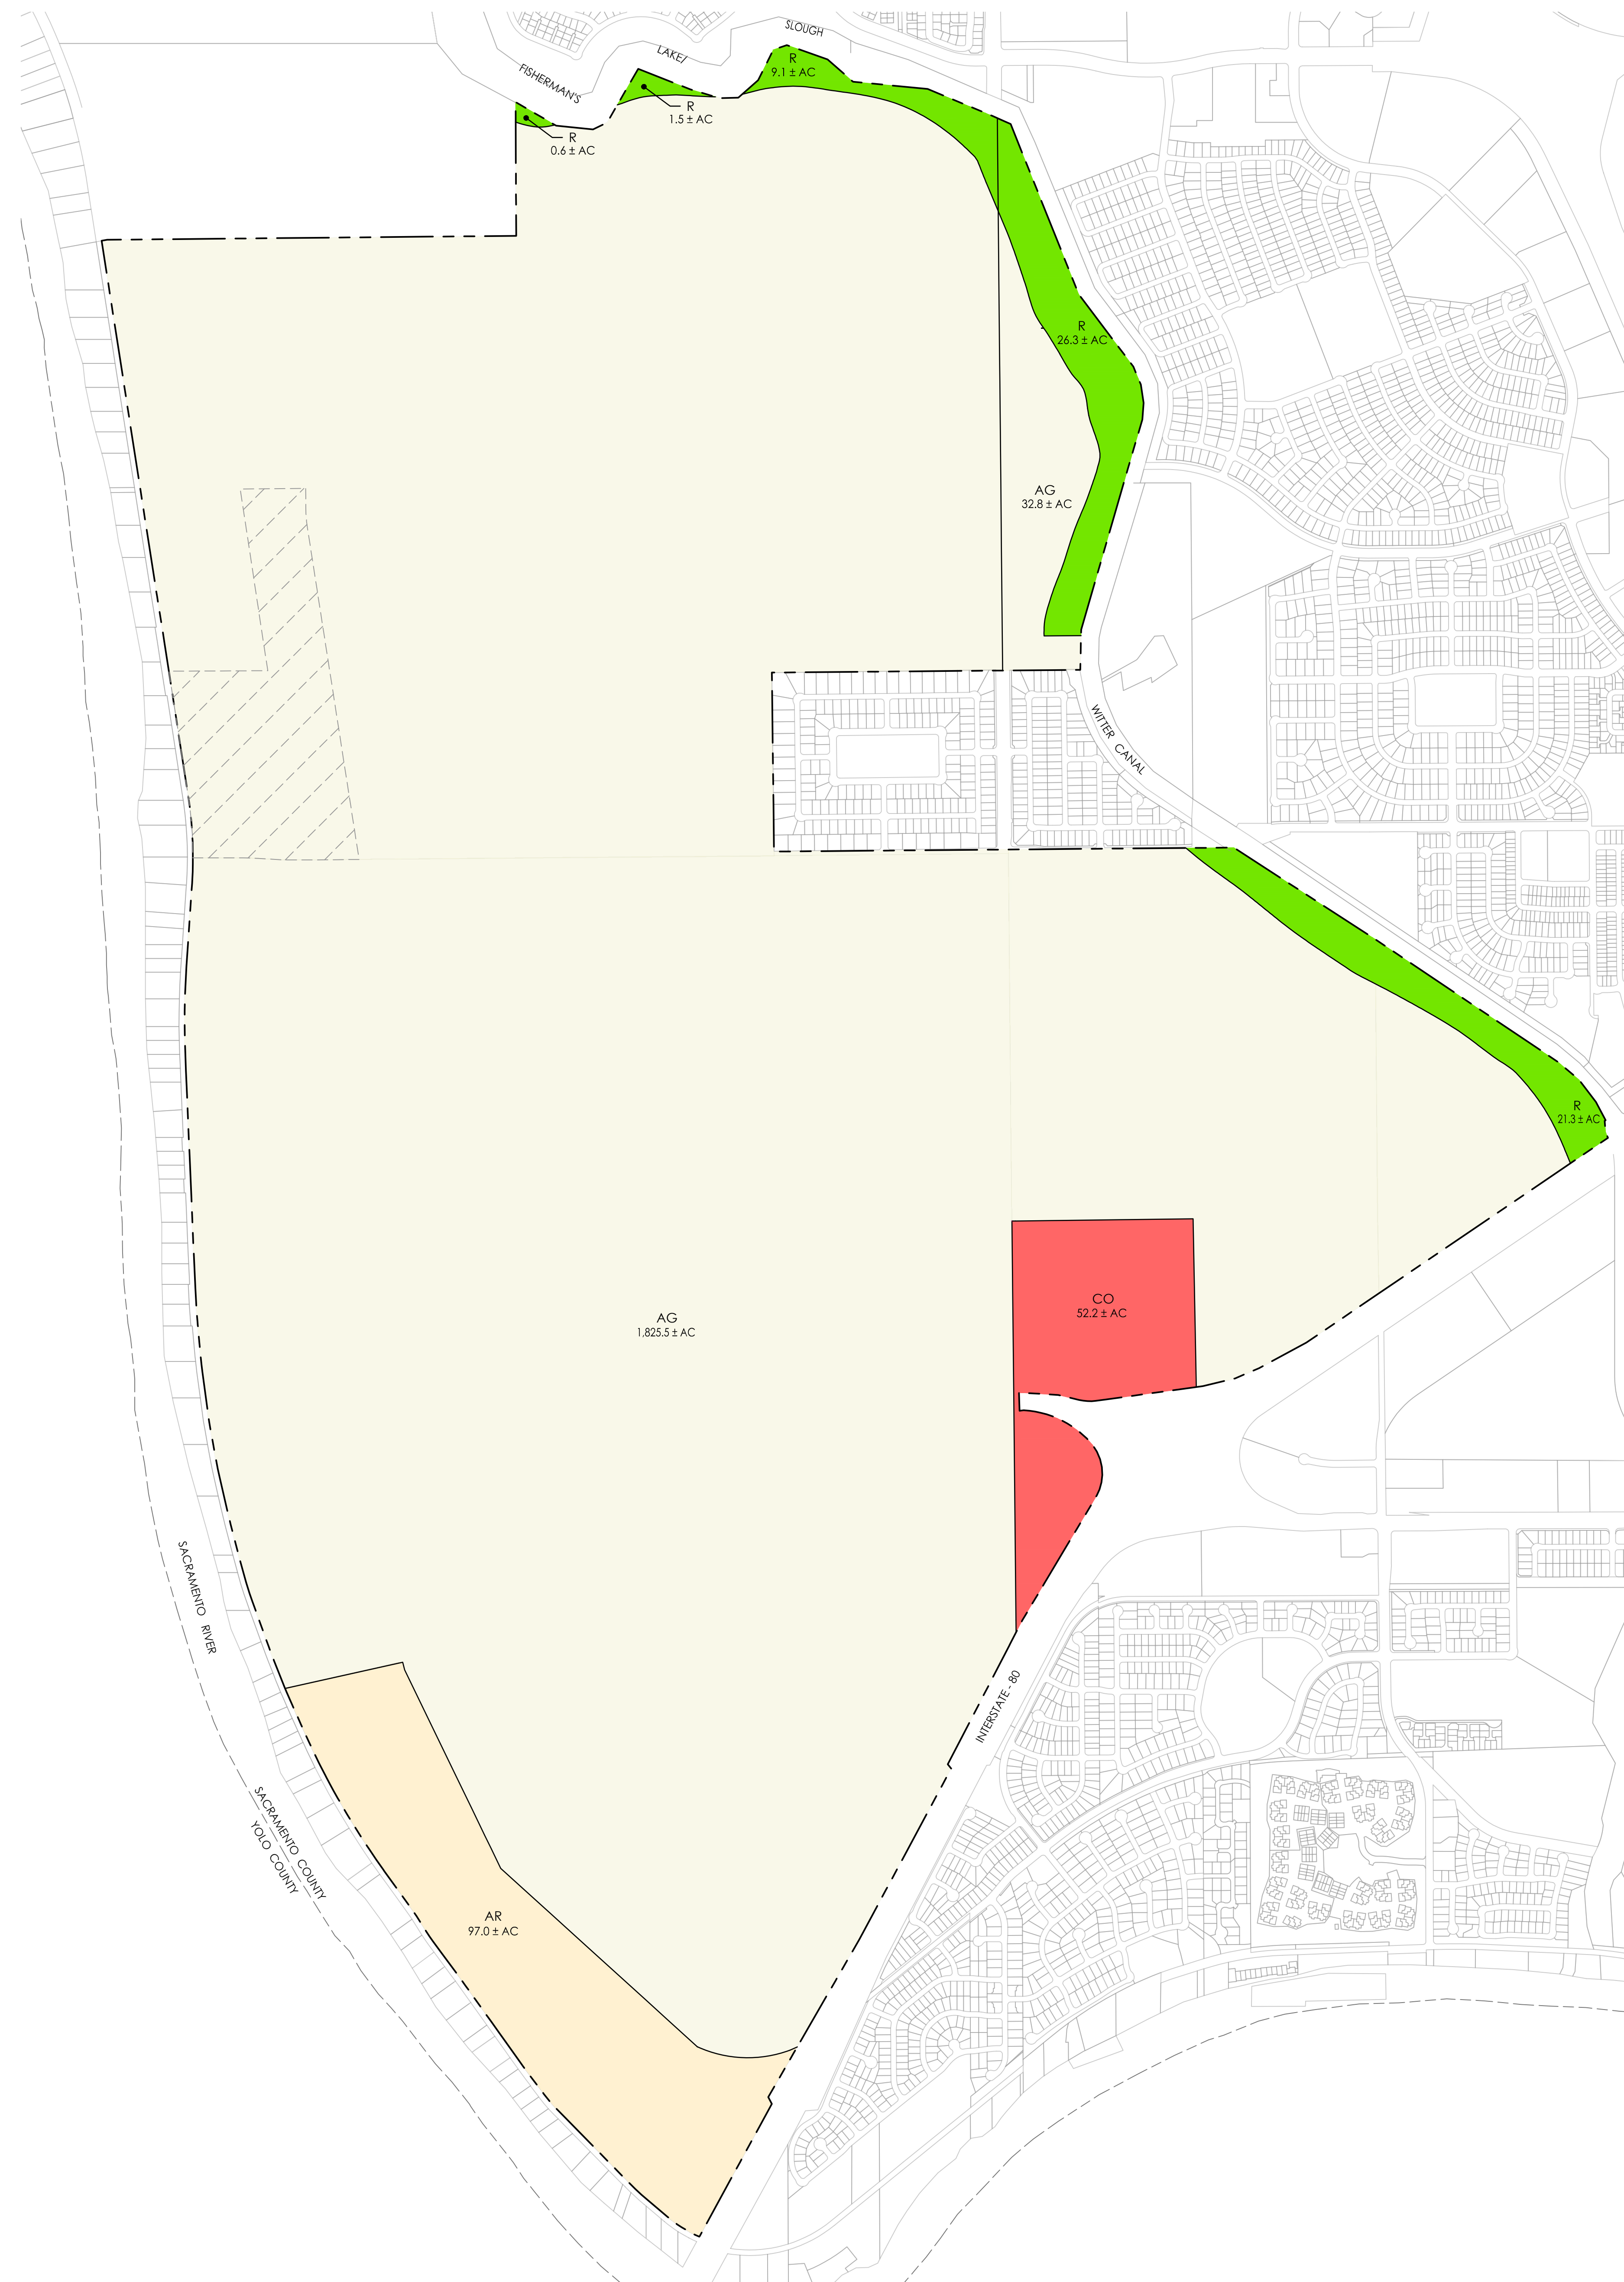 SLOUGH
LAKE/
FISHERMAN'S
R
9.1 ± AC
R
1.5 ± AC
R
0.6 ± AC
R
26.3 ± AC
AG
32.8 ± AC
WITTER CANAL
R
21.3 ± AC
CO
52.2 ± AC
AG
1,825.5 ± AC
SACRAMENTO RIVER
INTERSTATE - 80
SACRAMENTO COUNTY
YOLO COUNTY
AR
97.0 ± AC